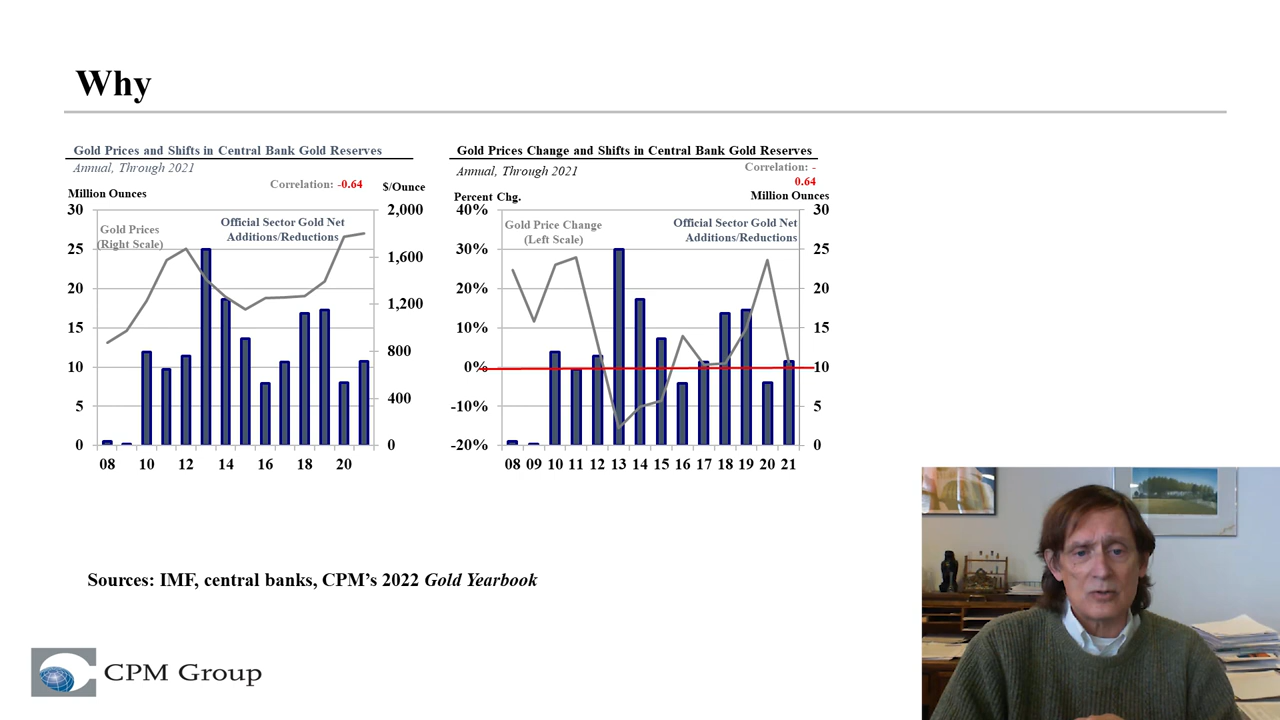 Why
Gold Prices and Shifts in Central Bank Gold Reserves
Annual, Through 2021
Correlation: -0.64
Million Ounces
$/Ounce
30
25
20
15
10
5
0
2,000
1,600
1,200
800
400
0
Gold Prices
(Right Scale)
Official Sector Gold Net
Additions/Reductions
08 10 12 14 16 18 20
Gold Prices Change and Shifts in Central Bank Gold Reserves
Annual, Through 2021
Correlation: -
0.64
Percent Chg.
Million Ounces
40%
30%
20%
10%
0%
-10%
-20%
30
25
20
15
10
5
0
Gold Price Change
(Left Scale)
Official Sector Gold Net
Additions/Reductions
08 09 10 11 12 13 14 15 16 17 18 19 20 21
Sources: IMF, central banks, CPM’s 2022 Gold Yearbook
CPM Group